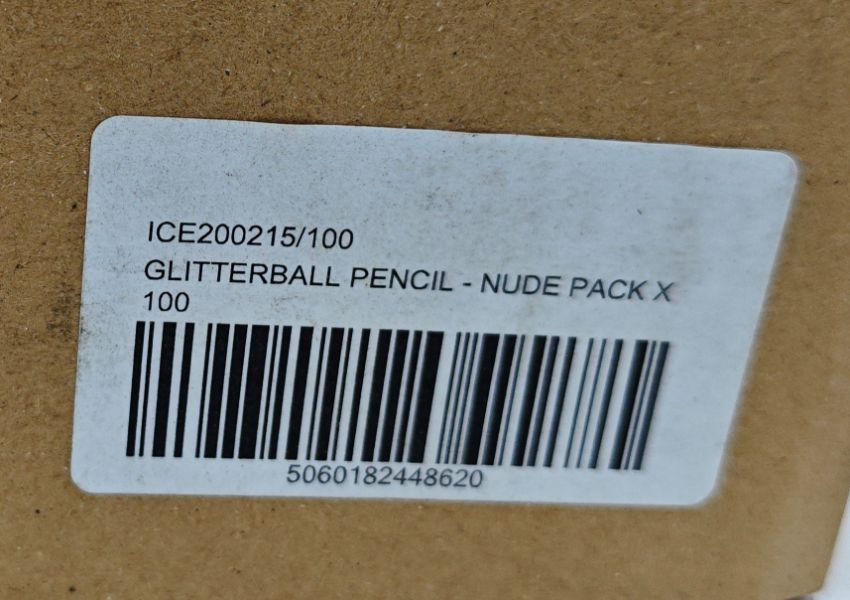 ICE200215/100
GLITTERBALL PENCIL - NUDE PACK X
100
5060182448620